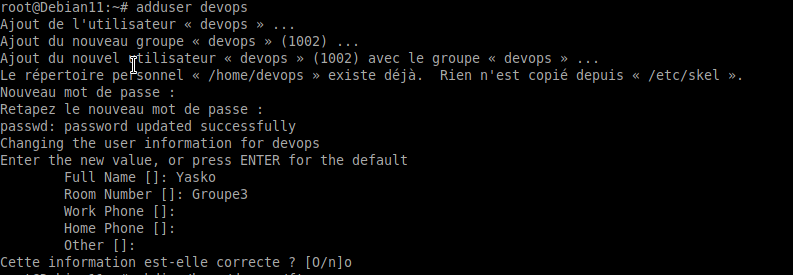 root@Debian11:~# adduser devops
Ajout de l'utilisateur « devops » ...
Ajout du nouveau groupe « devops » (1002) ...
Ajout du nouvel utilisateur « devops » (1002) avec le groupe « devops » ...
Le répertoire personnel « /home/devops » existe déjà.  Rien n'est copié depuis « /etc/skel ».
Nouveau mot de passe :
Retapez le nouveau mot de passe :
passwd: password updated successfully
Changing the user information for devops
Enter the new value, or press ENTER for the default
Full Name []: Yasko
Room Number []: Groupe3
Work Phone []:
Home Phone []:
Other []:
Cette information est-elle correcte ? [O/n]o